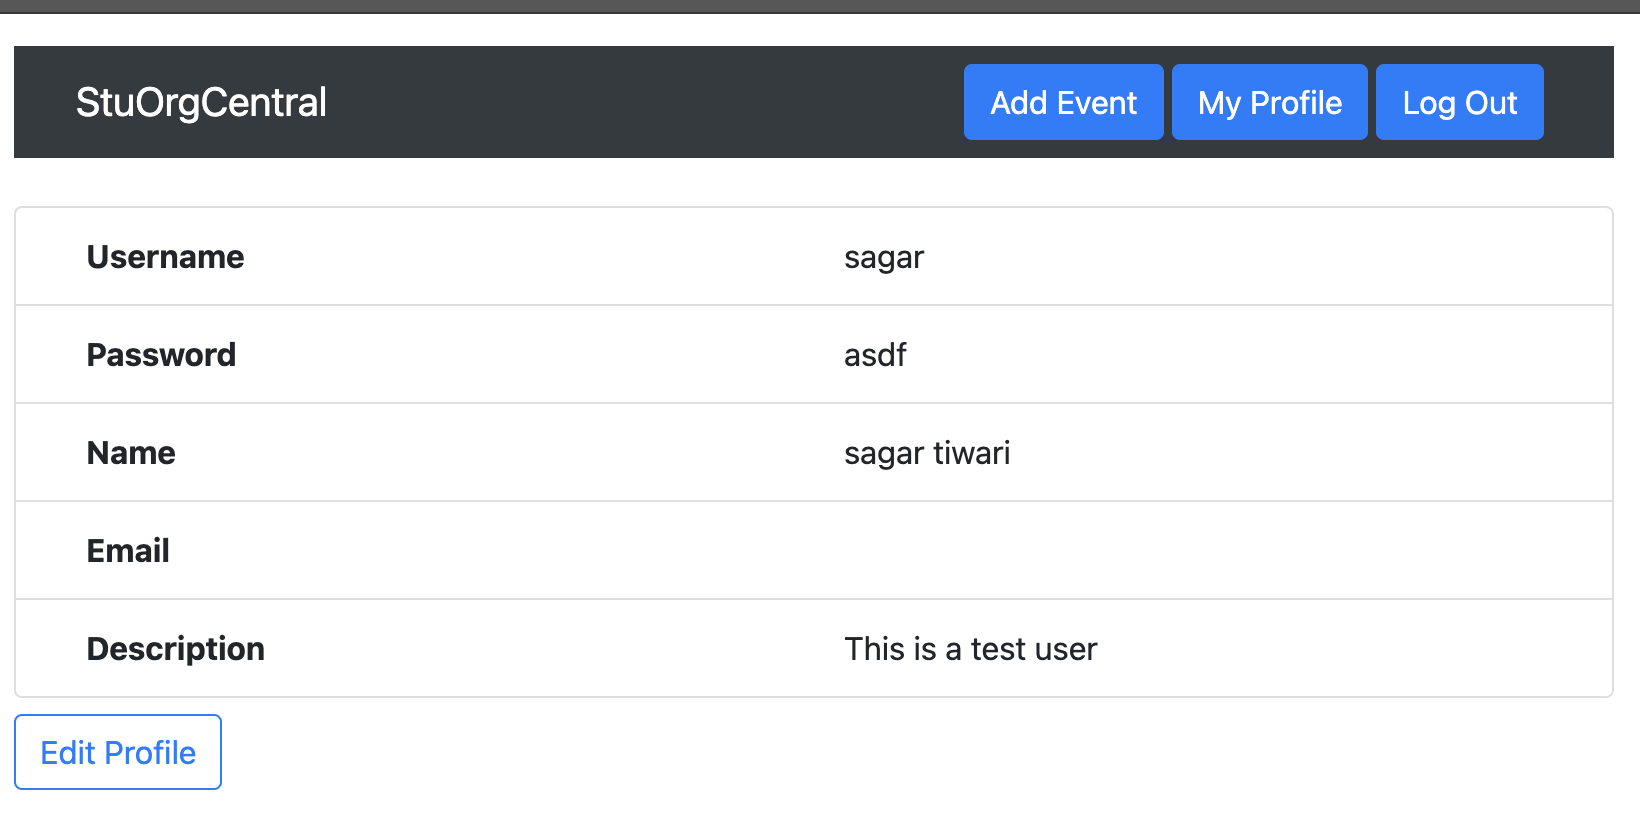 StuOrgCentral Add Event My Profile Log Out
Username sagar
Password asdf
Name sagar tiwari
Email
Description This is a test user
Edit Profile